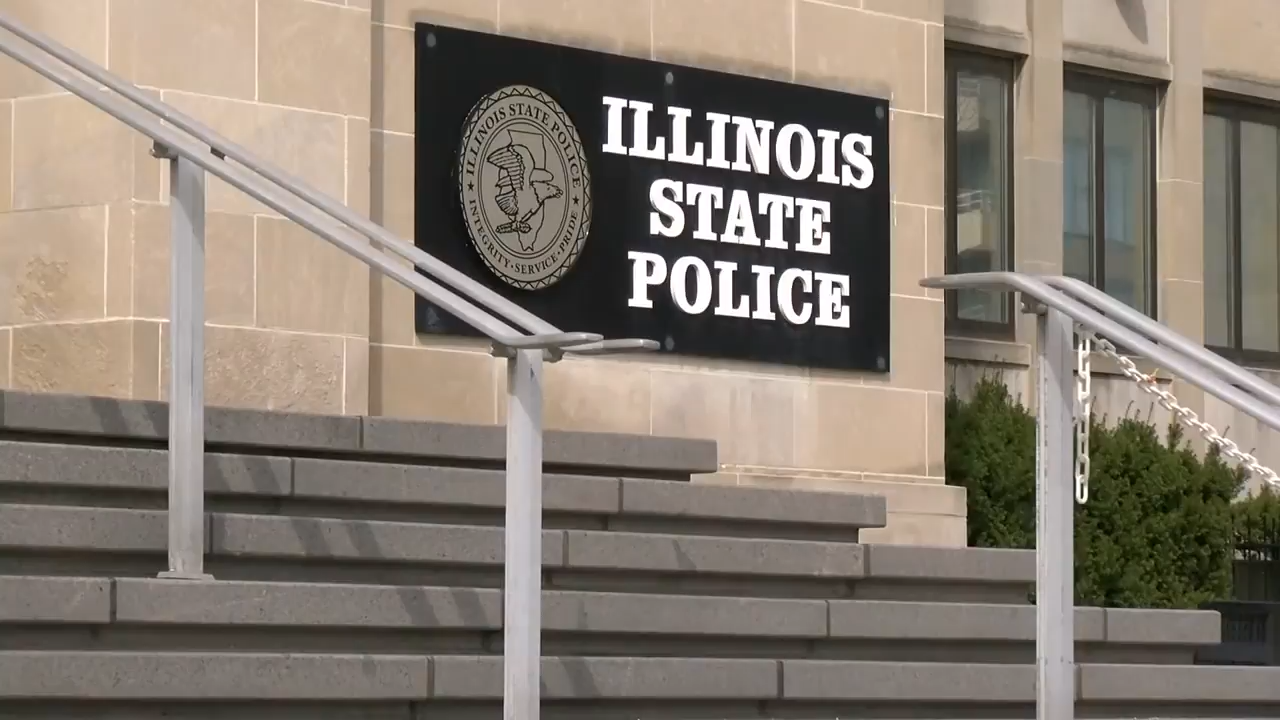 ILLINOIS STATE POLICE
INTEGRITY · SERVICE · PRIDE
ILLINOIS
STATE
POLICE